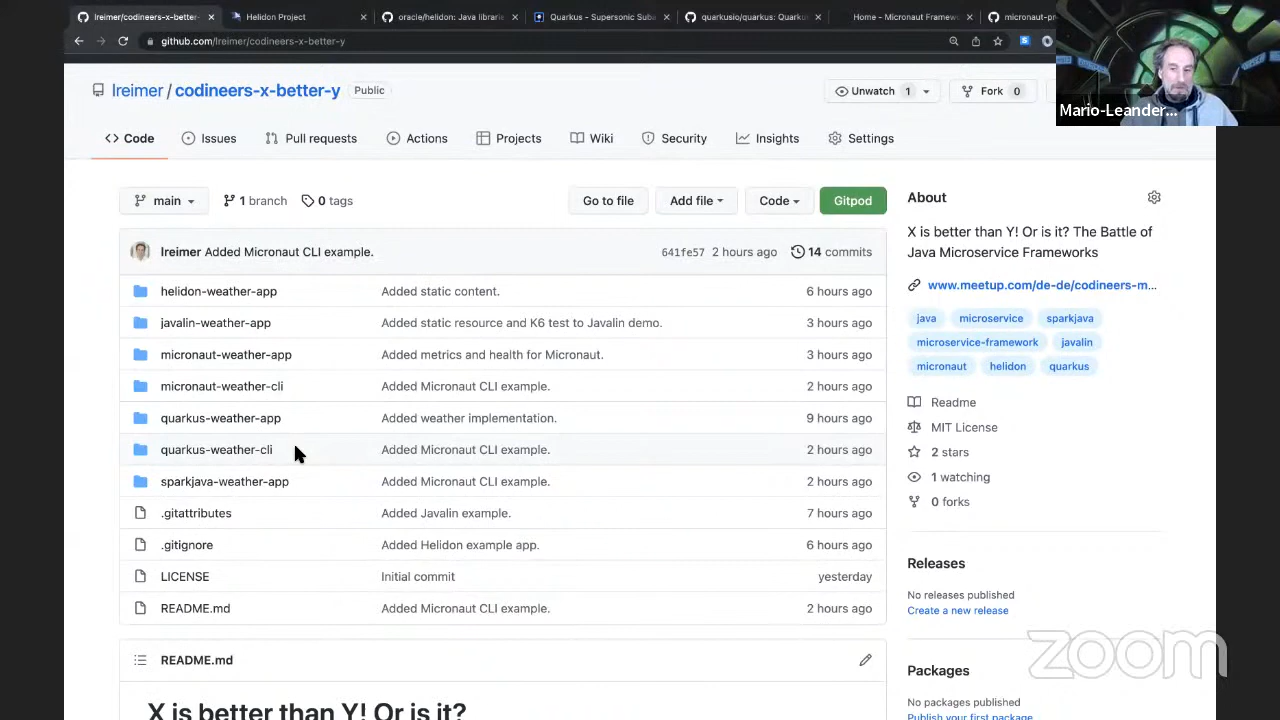 lreimer/codineers-x-better-y
Helidon Project
oracle/helidon: Java librarie
Quarkus - Supersonic Suba
quarkusio/quarkus: Quarku
Home - Micronaut Framew
micronaut-pr
github.com/lreimer/codineers-x-better-y
Mario-Leander...
lreimer / codineers-x-better-y
Public
Unwatch 1
Fork 0
<> Code
Issues
Pull requests
Actions
Projects
Wiki
Security
Insights
Settings
main
1 branch
0 tags
Go to file
Add file
Code
Gitpod
lreimer Added Micronaut CLI example.
641fe57 2 hours ago
14 commits
helidon-weather-app Added static content. 6 hours ago
javalin-weather-app Added static resource and K6 test to Javalin demo. 3 hours ago
micronaut-weather-app Added metrics and health for Micronaut. 3 hours ago
micronaut-weather-cli Added Micronaut CLI example. 2 hours ago
quarkus-weather-app Added weather implementation. 9 hours ago
quarkus-weather-cli Added Micronaut CLI example. 2 hours ago
sparkjava-weather-app Added Micronaut CLI example. 2 hours ago
.gitattributes Added Javalin example. 7 hours ago
.gitignore Added Helidon example app. 6 hours ago
LICENSE Initial commit yesterday
README.md Added Micronaut CLI example. 2 hours ago
README.md
X is better than Y! Or is it?
About
X is better than Y! Or is it? The Battle of
Java Microservice Frameworks
www.meetup.com/de-de/codineers-m...
java microservice sparkjava
microservice-framework javalin
micronaut helidon quarkus
Readme
MIT License
2 stars
1 watching
0 forks
Releases
No releases published
Create a new release
Packages
No packages published
Publish your first package
zoom